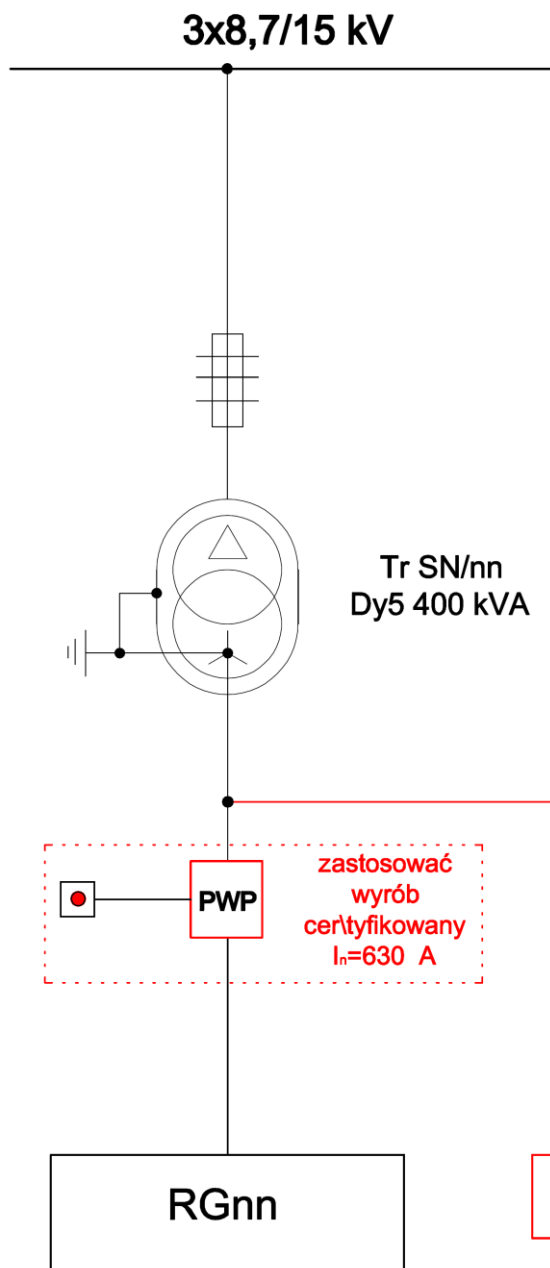 3x8,7/15 kV
Tr SN/nn
Dy5 400 kVA
zastosować
wyrób
cer\tyfikowany
Iₙ=630 A
PWP
RGnn